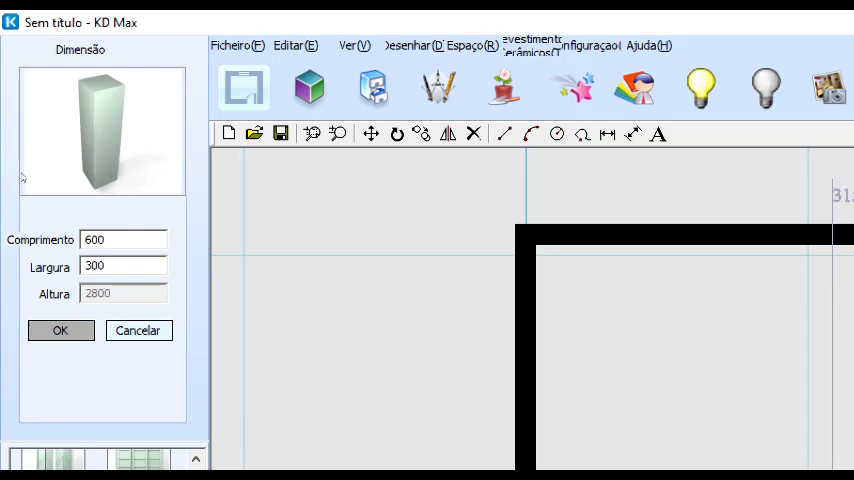 Sem título - KD Max
Dimensão
Ficheiro(F) Editar(E) Ver(V) Desenhar(D Espaço(R) Configuração( Ajuda(H)
Comprimento 600
Largura 300
Altura 2800
OK Cancelar
A